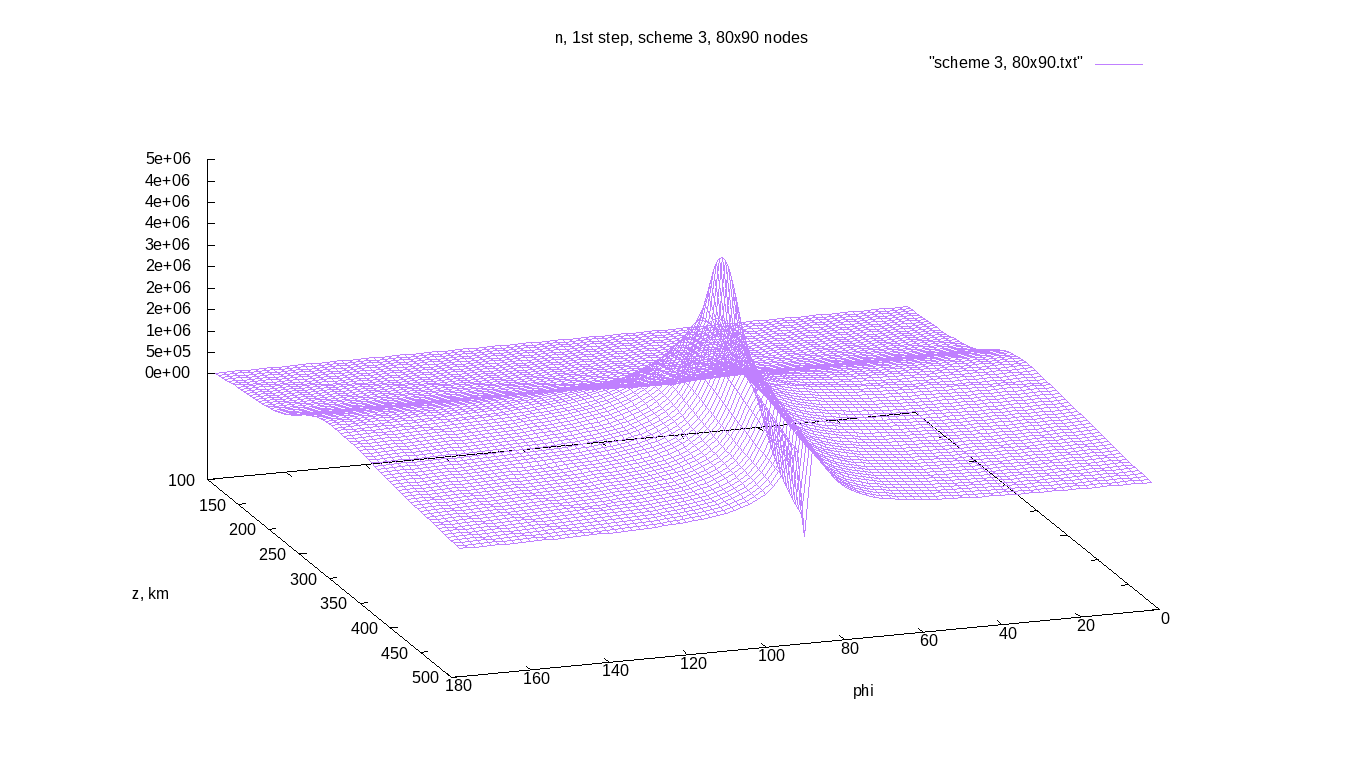 n, 1st step, scheme 3, 80x90 nodes
"scheme 3, 80x90.txt"
5e+06
4e+06
4e+06
4e+06
3e+06
2e+06
2e+06
2e+06
1e+06
5e+05
0e+00
100
150
200
250
300
350
400
450
500
z, km
180
160
140
120
100
80
60
40
20
0
phi